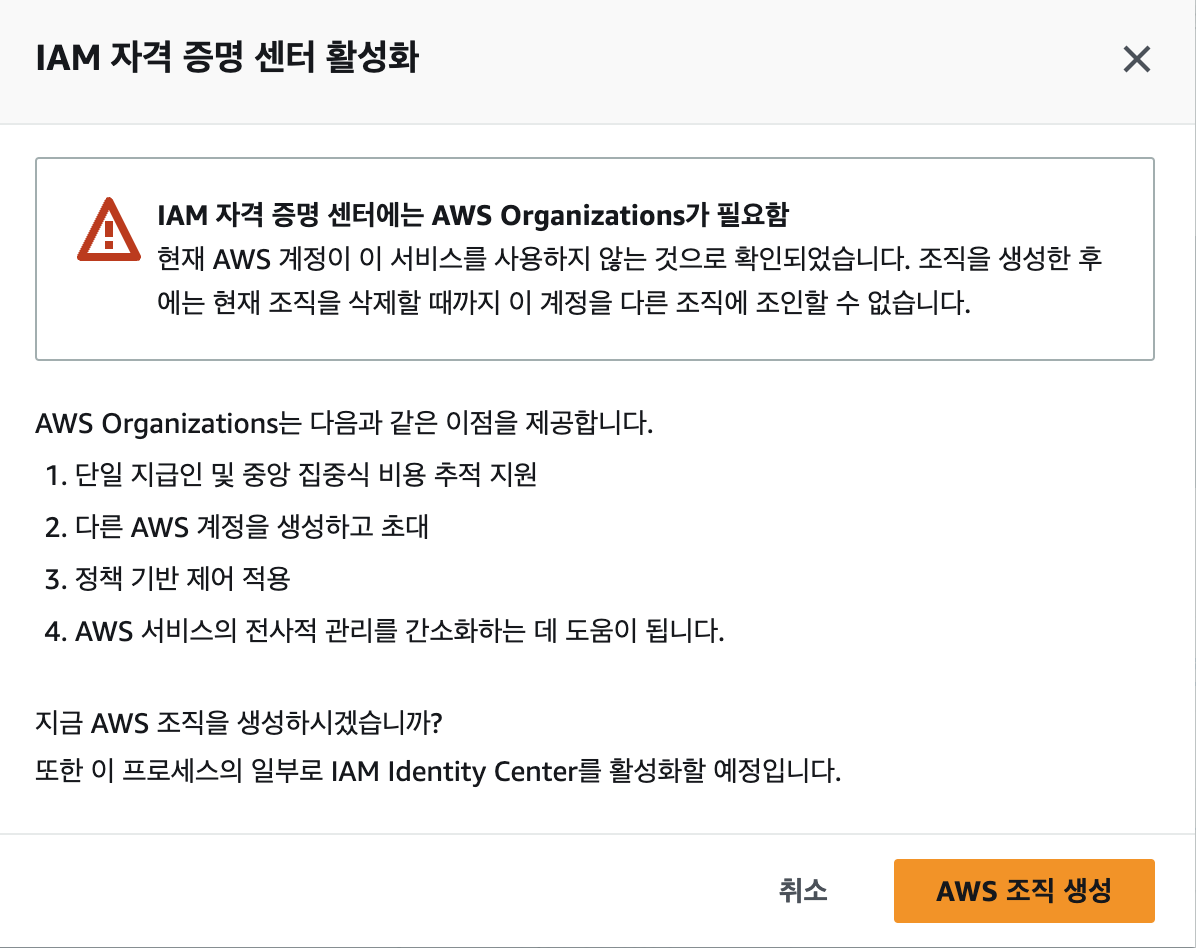 IAM 자격 증명 센터 활성화
IAM 자격 증명 센터에는 AWS Organizations가 필요함
현재 AWS 계정이 이 서비스를 사용하지 않는 것으로 확인되었습니다. 조직을 생성한 후
에는 현재 조직을 삭제할 때까지 이 계정을 다른 조직에 조인할 수 없습니다.
AWS Organizations는 다음과 같은 이점을 제공합니다.
1. 단일 지급인 및 중앙 집중식 비용 추적 지원
2. 다른 AWS 계정을 생성하고 초대
3. 정책 기반 제어 적용
4. AWS 서비스의 전사적 관리를 간소화하는 데 도움이 됩니다.
지금 AWS 조직을 생성하시겠습니까?
또한 이 프로세스의 일부로 IAM Identity Center를 활성화할 예정입니다.
취소
AWS 조직 생성